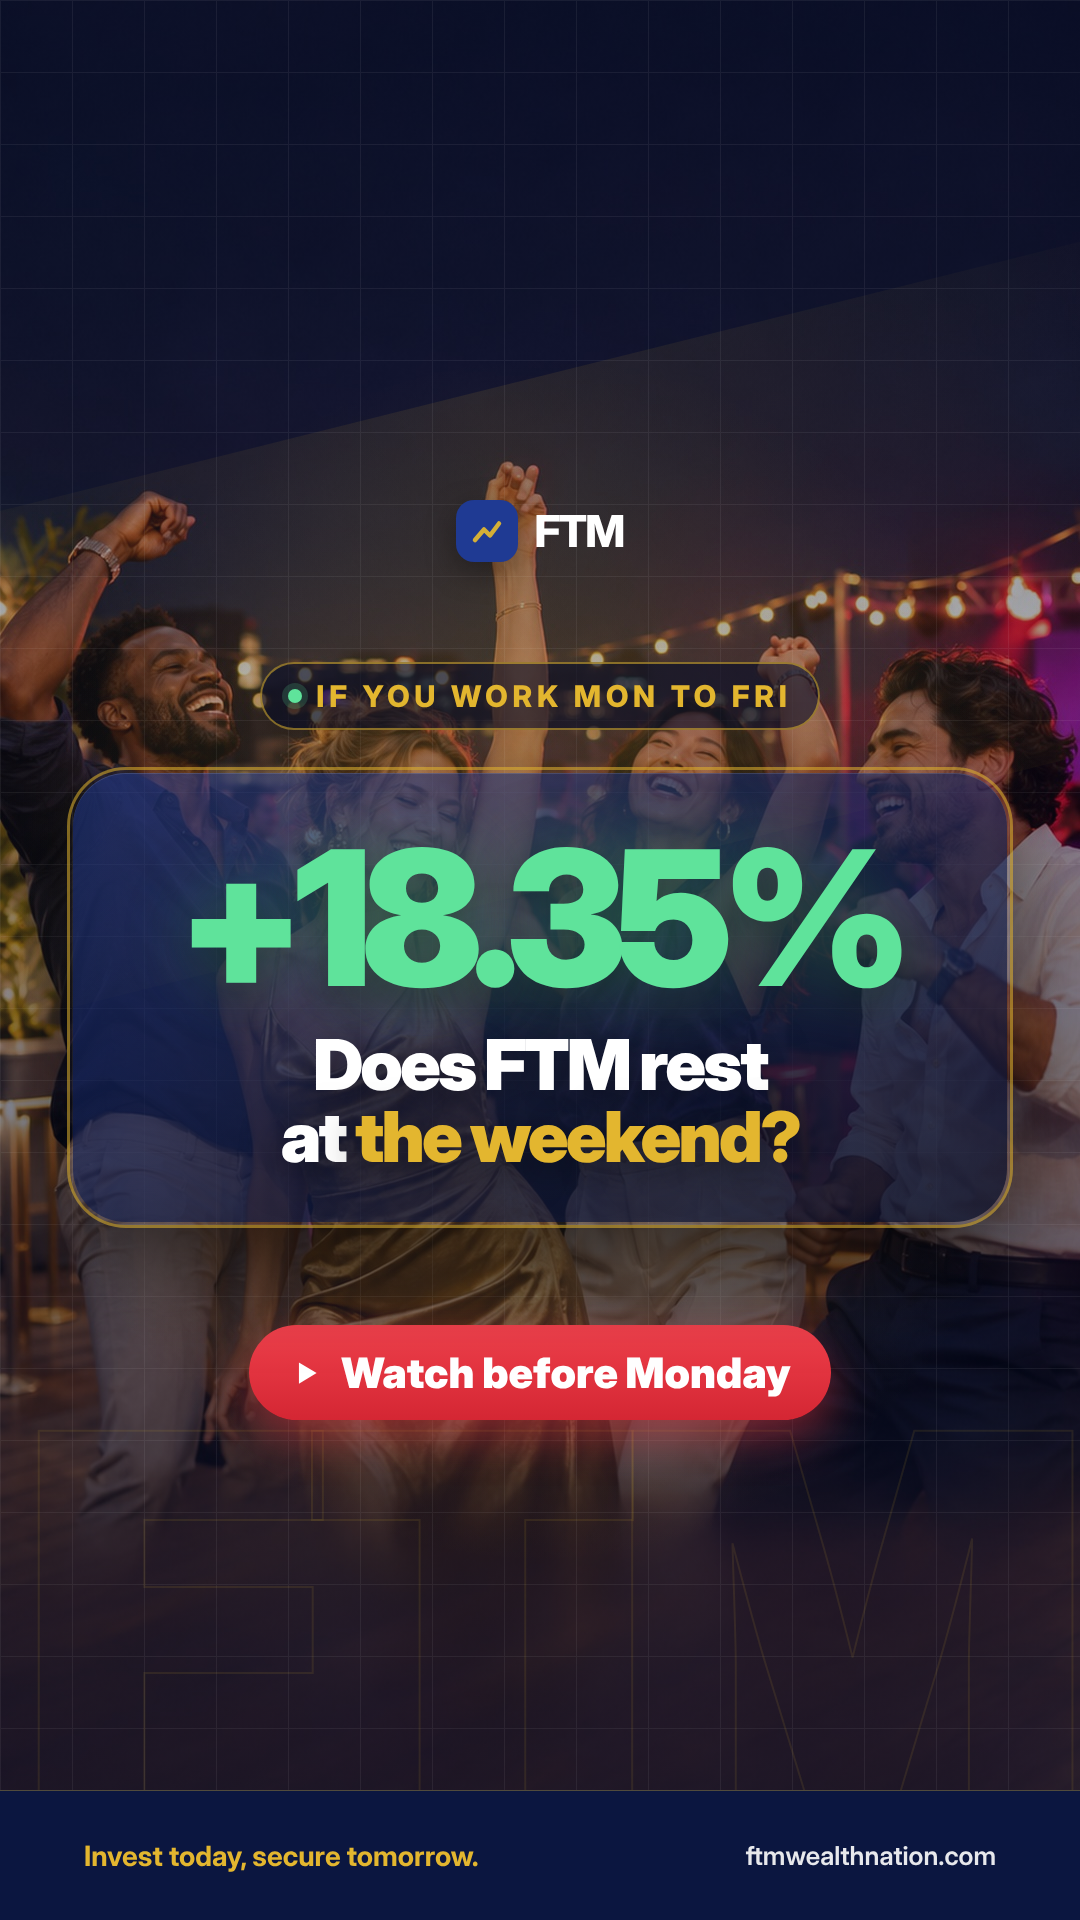 FTM
IF YOU WORK MON TO FRI
+18.35%
Does FTM rest
at the weekend?
Watch before Monday
FTM
Invest today, secure tomorrow.
ftmwealthnation.com